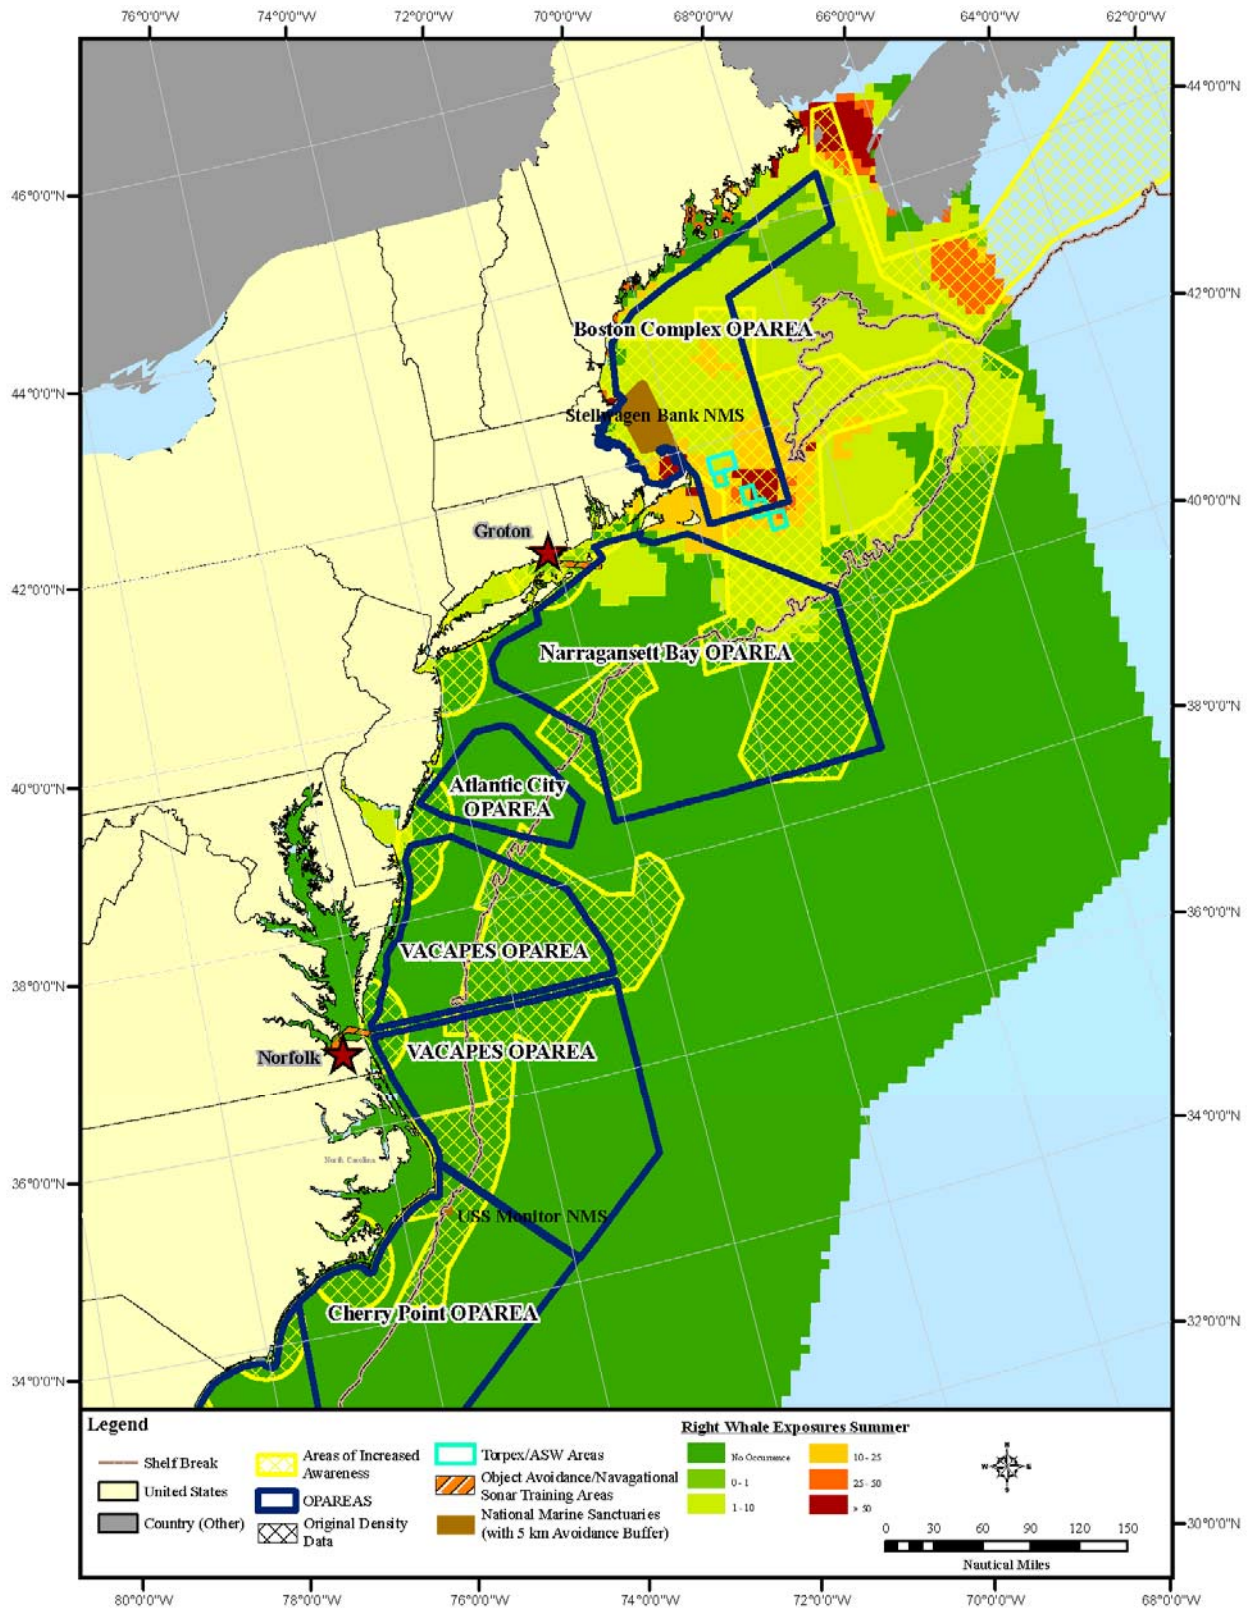 76°0'0"W
74°0'0"W
72°0'0"W
70°0'0"W
68°0'0"W
66°0'0"W
64°0'0"W
62°0'0"W
44°0'0"N
46°0'0"N
42°0'0"N
Boston Complex OPAREA
44°0'0"N
Stellwagen Bank NMS
40°0'0"N
Groton
42°0'0"N
Narragansett Bay OPAREA
38°0'0"N
Atlantic City
OPAREA
40°0'0"N
36°0'0"N
VACAPES OPAREA
38°0'0"N
VACAPES OPAREA
Norfolk
34°0'0"N
North Carolina
36°0'0"N
USS Monitor NMS
Cherry Point OPAREA
32°0'0"N
34°0'0"N
Legend
Shelf Break
United States
Country (Other)
Areas of Increased
Awareness
OPAREAS
Original Density
Data
Torpex/ASW Areas
Object Avoidance/Navagational
Sonar Training Areas
National Marine Sanctuaries
(with 5 km Avoidance Buffer)
Right Whale Exposures Summer
No Occurrence
0 - 1
1 - 10
10 - 25
25 - 50
> 50
N
W
E
S
0 30 60 90 120 150
Nautical Miles
30°0'0"N
80°0'0"W
78°0'0"W
76°0'0"W
74°0'0"W
72°0'0"W
70°0'0"W
68°0'0"W